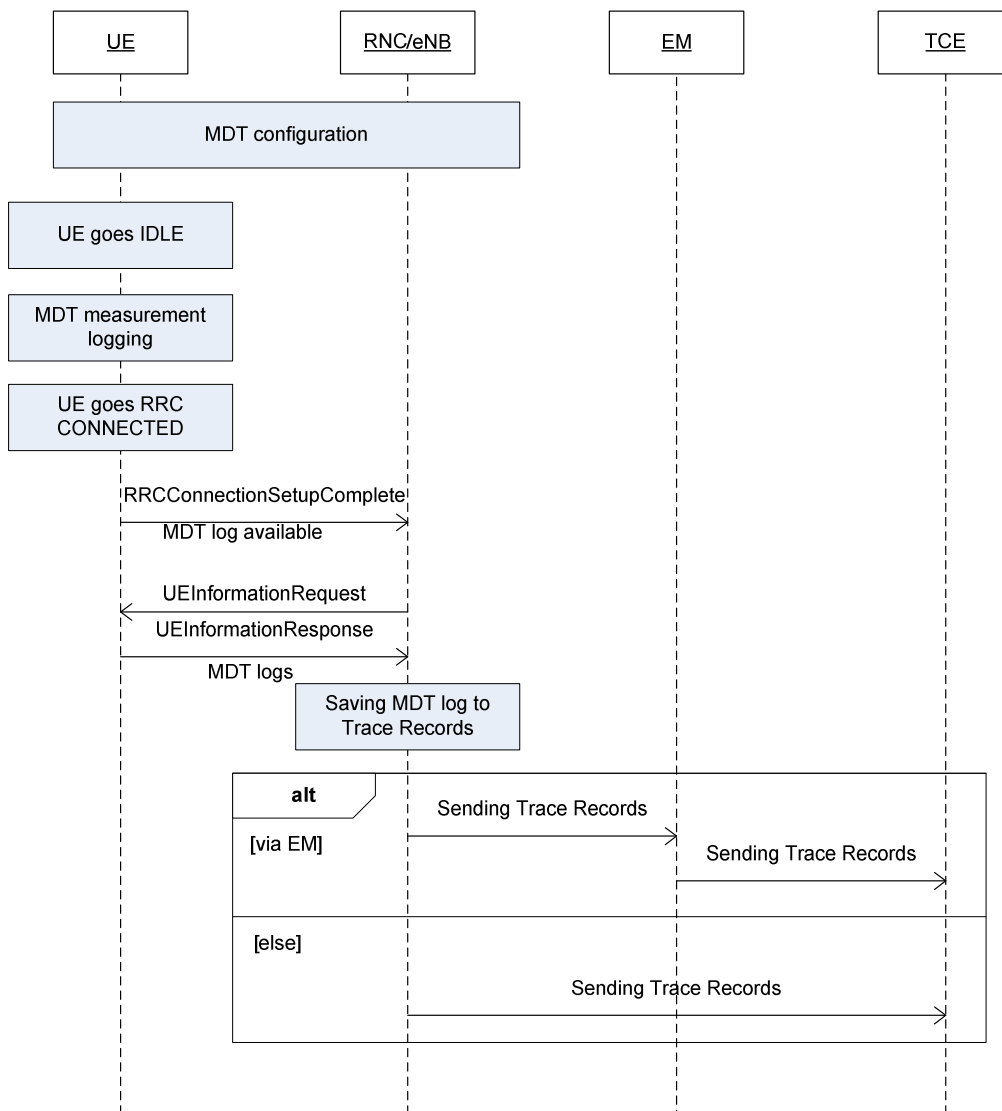 UE
RNC/eNB
EM
TCE
MDT configuration
UE goes IDLE
MDT measurement
logging
UE goes RRC
CONNECTED
RRCConnectionSetupComplete
MDT log available
UEInformationRequest
UEInformationResponse
MDT logs
Saving MDT log to
Trace Records
alt
Sending Trace Records
[via EM]
Sending Trace Records
[else]
Sending Trace Records